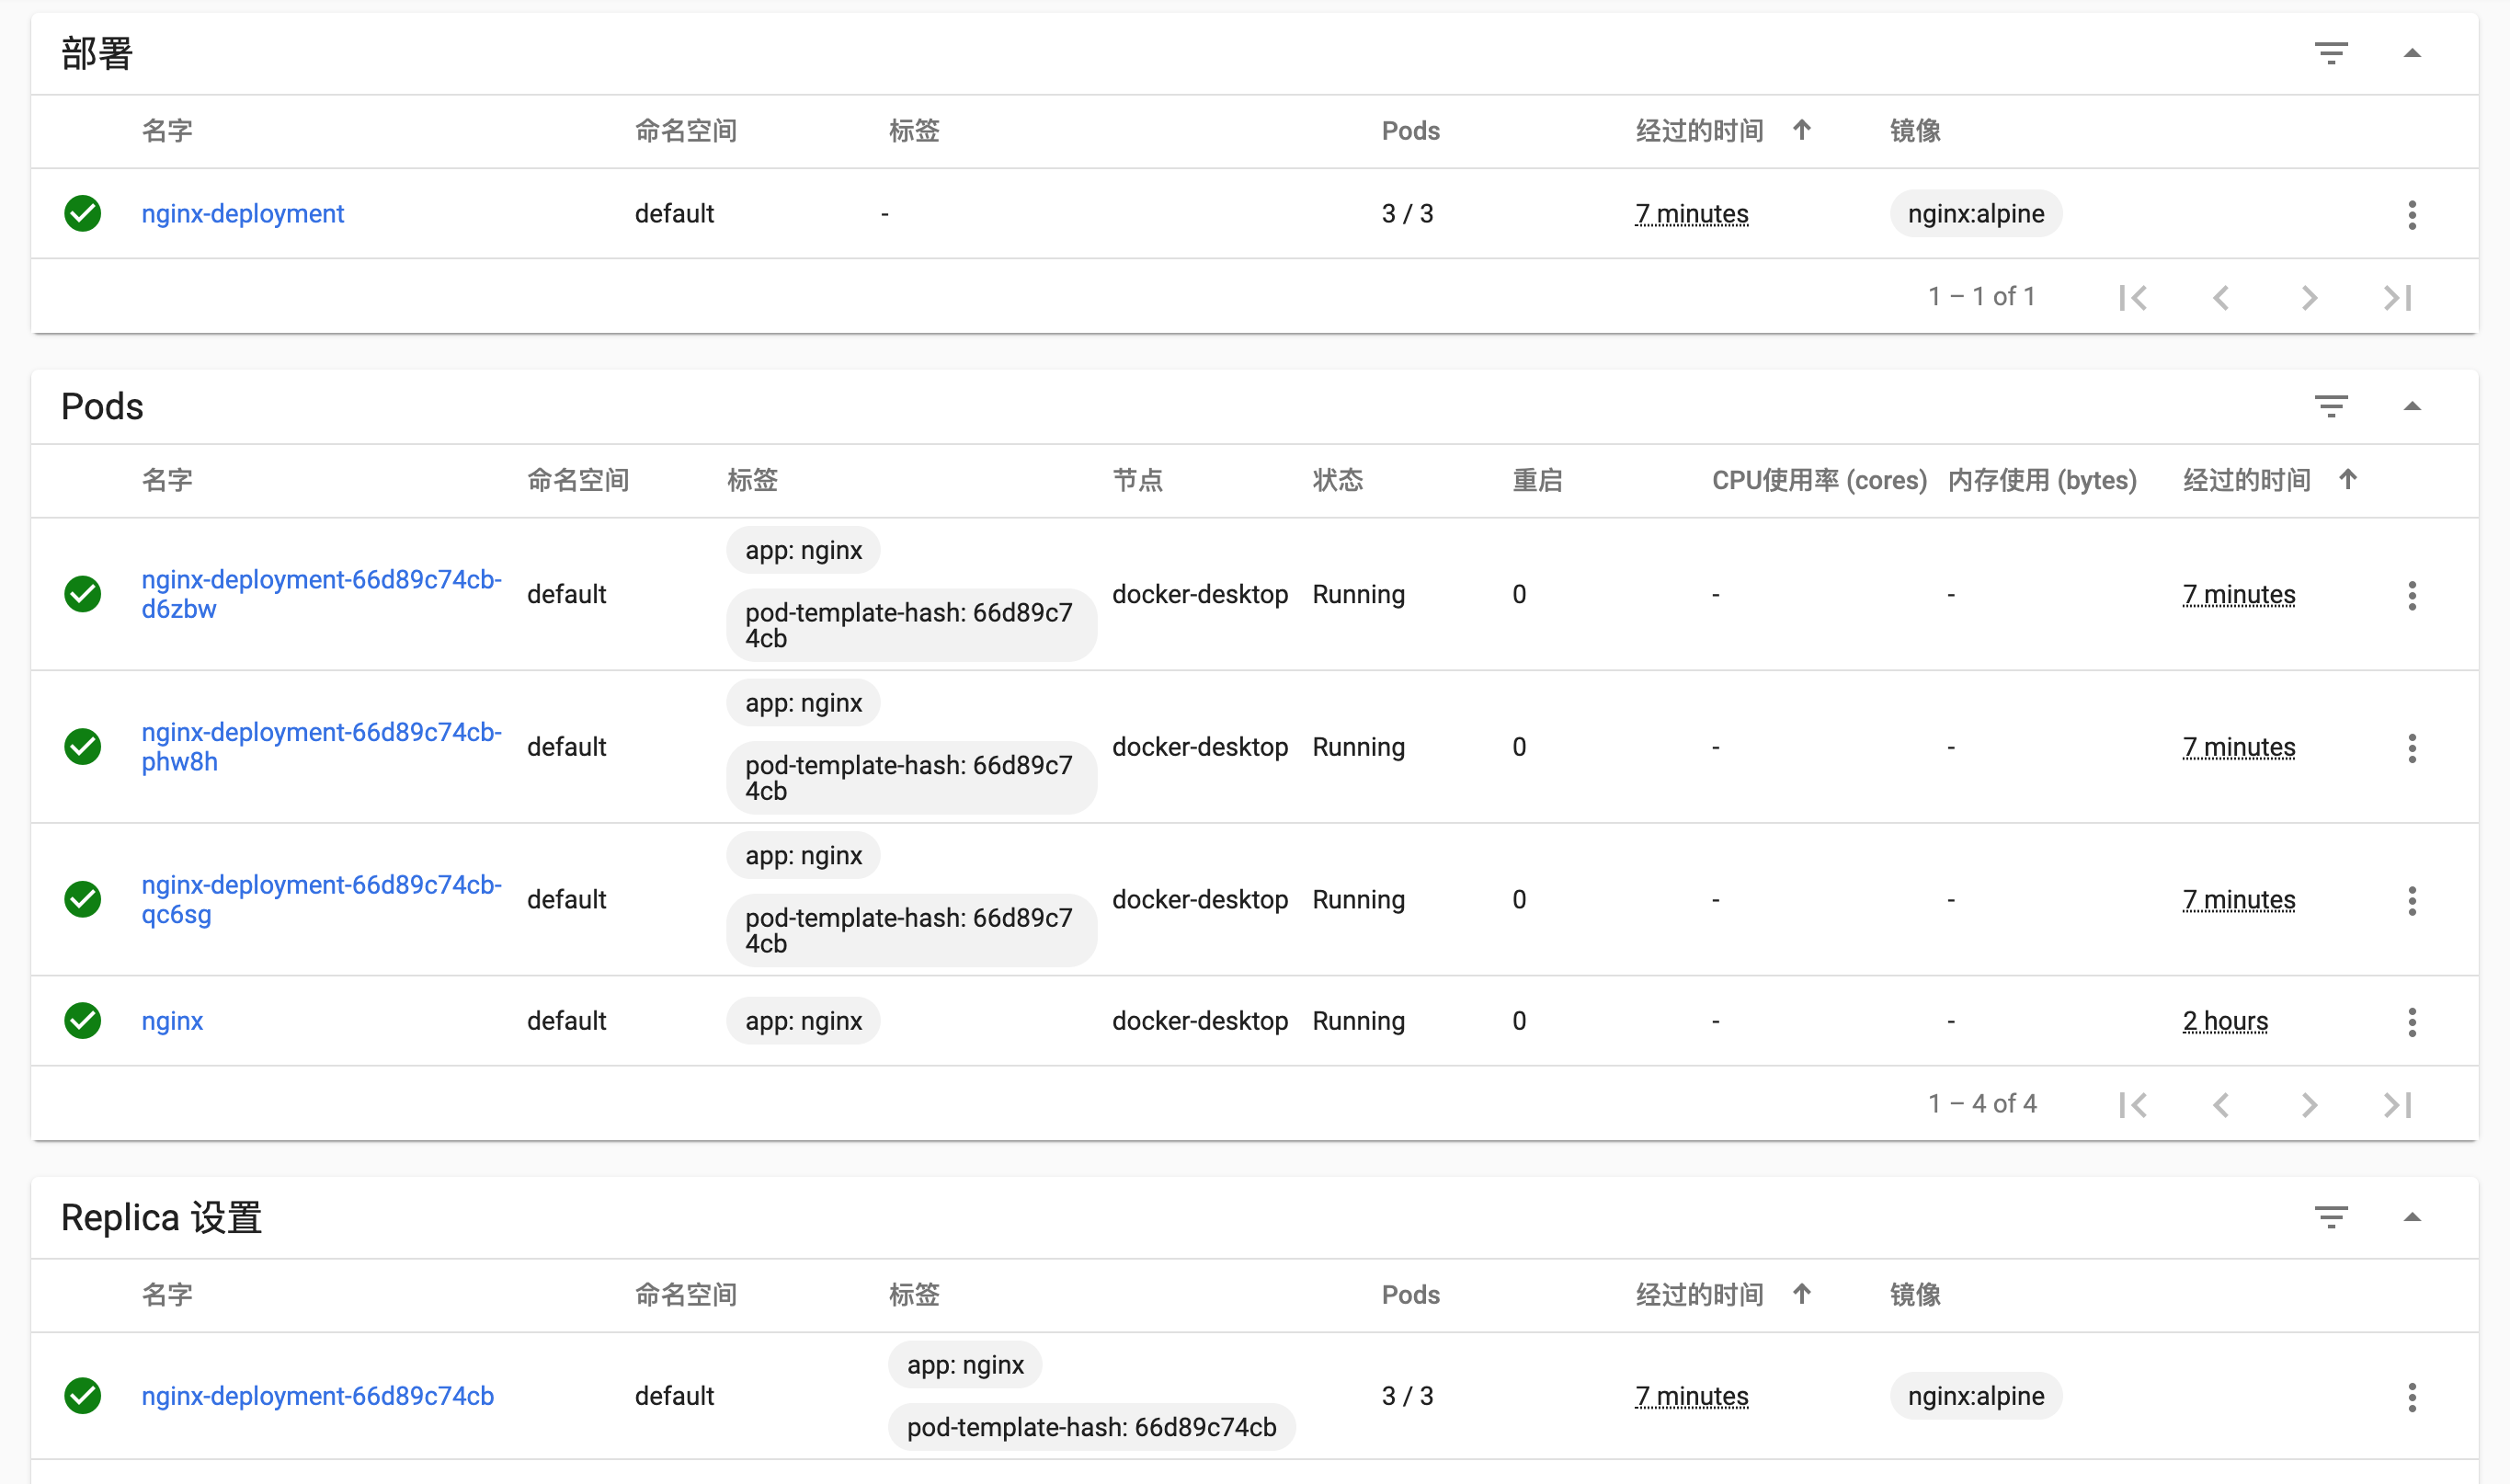 部署
名字 命名空间 标签 Pods 经过的时间 镜像
nginx-deployment default - 3 / 3 7 minutes nginx:alpine
1 – 1 of 1
Pods
名字 命名空间 标签 节点 状态 重启 CPU使用率 (cores) 内存使用 (bytes) 经过的时间
app: nginx
nginx-deployment-66d89c74cb- default docker-desktop Running 0 - - 7 minutes
d6zbw
pod-template-hash: 66d89c7
4cb
app: nginx
nginx-deployment-66d89c74cb- default docker-desktop Running 0 - - 7 minutes
phw8h
pod-template-hash: 66d89c7
4cb
app: nginx
nginx-deployment-66d89c74cb- default docker-desktop Running 0 - - 7 minutes
qc6sg
pod-template-hash: 66d89c7
4cb
nginx default app: nginx docker-desktop Running 0 - - 2 hours
1 – 4 of 4
Replica 设置
名字 命名空间 标签 Pods 经过的时间 镜像
app: nginx
nginx-deployment-66d89c74cb default 3 / 3 7 minutes nginx:alpine
pod-template-hash: 66d89c74cb